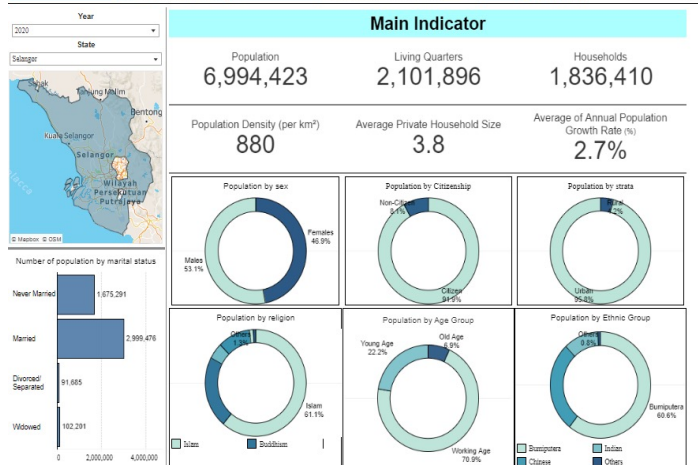 Year
2020
State
Selangor
Sabak
Tanjung Malim
Bentong
Kuala Selangor
Selangor
Wilayah
Persekutuan
Putrajaya
© Mapbox © OSM
Number of population by marital status
Never Married
1,675,291
Married
2,999,476
Divorced/
Separated
91,685
Widowed
102,201
0
2,000,000
4,000,000
Main Indicator
Population
6,994,423
Living Quarters
2,101,896
Households
1,836,410
Population Density (per km²)
880
Average Private Household Size
3.8
Average of Annual Population
Growth Rate (%)
2.7%
Population by sex
Females
46.9%
Males
53.1%
Population by Citizenship
Non-Citizen
8.1%
Citizen
91.9%
Population by strata
Rural
4.2%
Urban
95.8%
Population by religion
Others
1.3%
Islam
61.1%
Islam
Buddhism
Population by Age Group
Young Age
22.2%
Old Age
6.9%
Working Age
70.9%
Population by Ethnic Group
Others
0.8%
Bumiputera
60.6%
Bumiputera
Indian
Chinese
Others